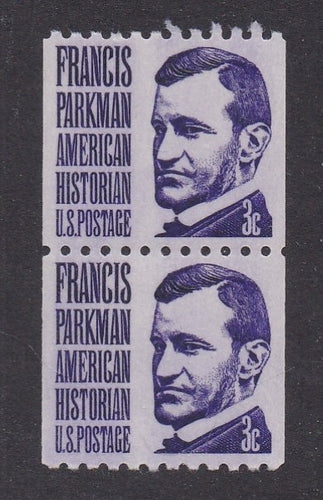 FRANCIS
PARKMAN
AMERICAN
HISTORIAN
U.S.POSTAGE
3c
FRANCIS
PARKMAN
AMERICAN
HISTORIAN
U.S.POSTAGE
3c